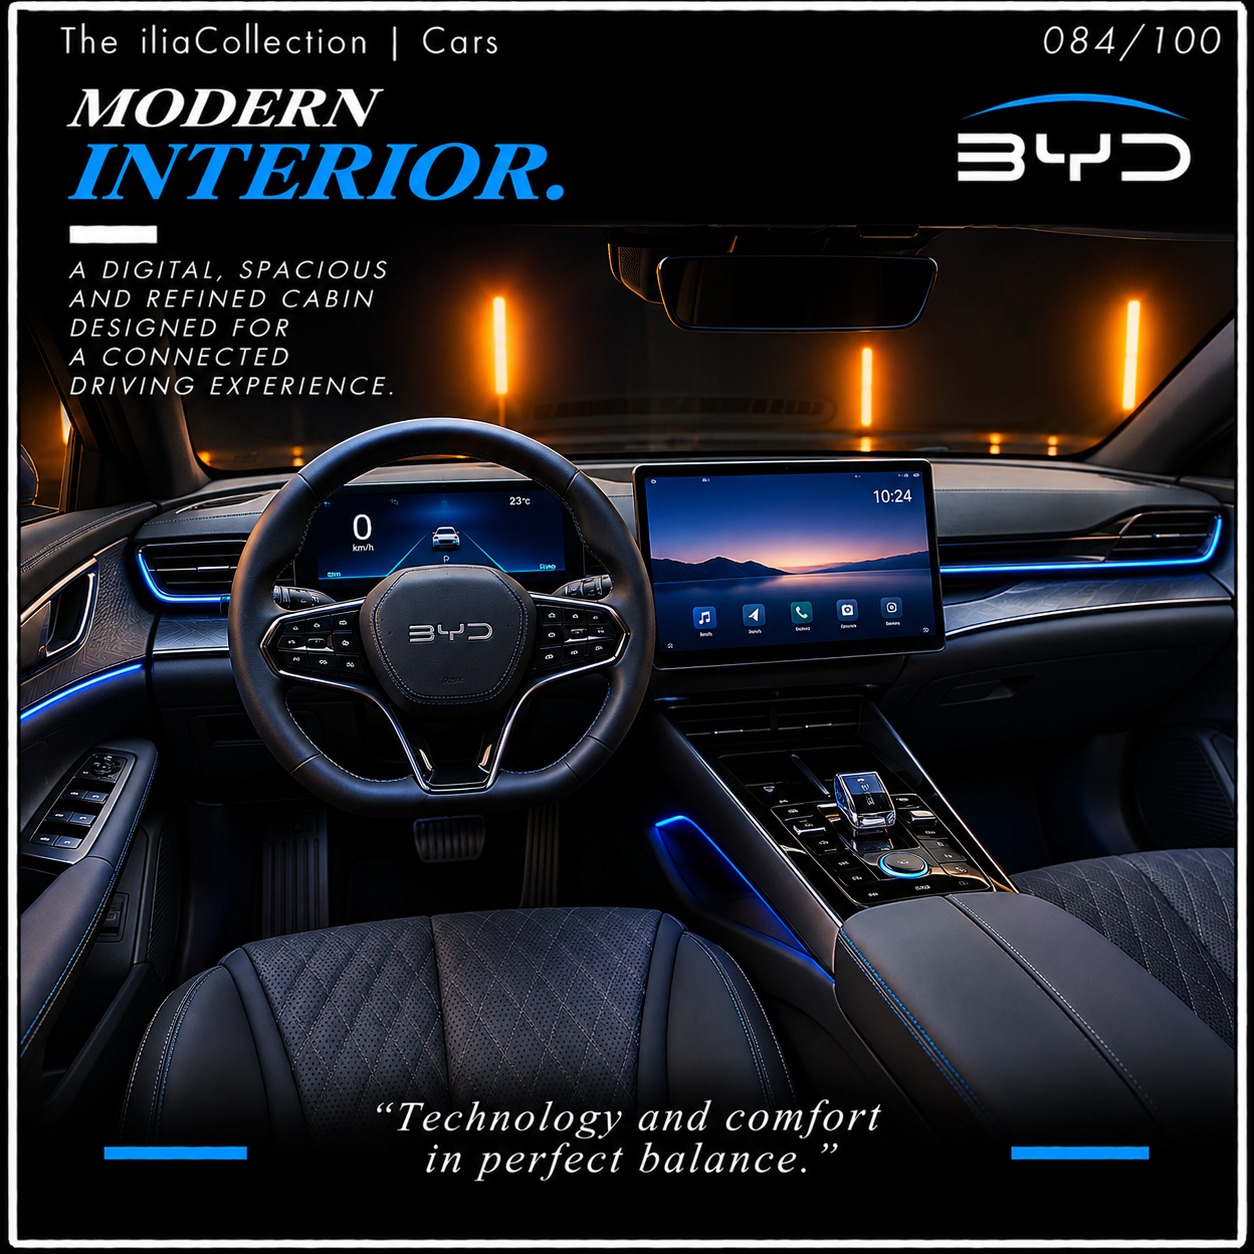 The iliaCollection | Cars
084/100
MODERN
INTERIOR.
BYD
A DIGITAL, SPACIOUS
AND REFINED CABIN
DESIGNED FOR
A CONNECTED
DRIVING EXPERIENCE.
0
km/h
23°c
P
10:24
BYD
“Technology and comfort
in perfect balance.”